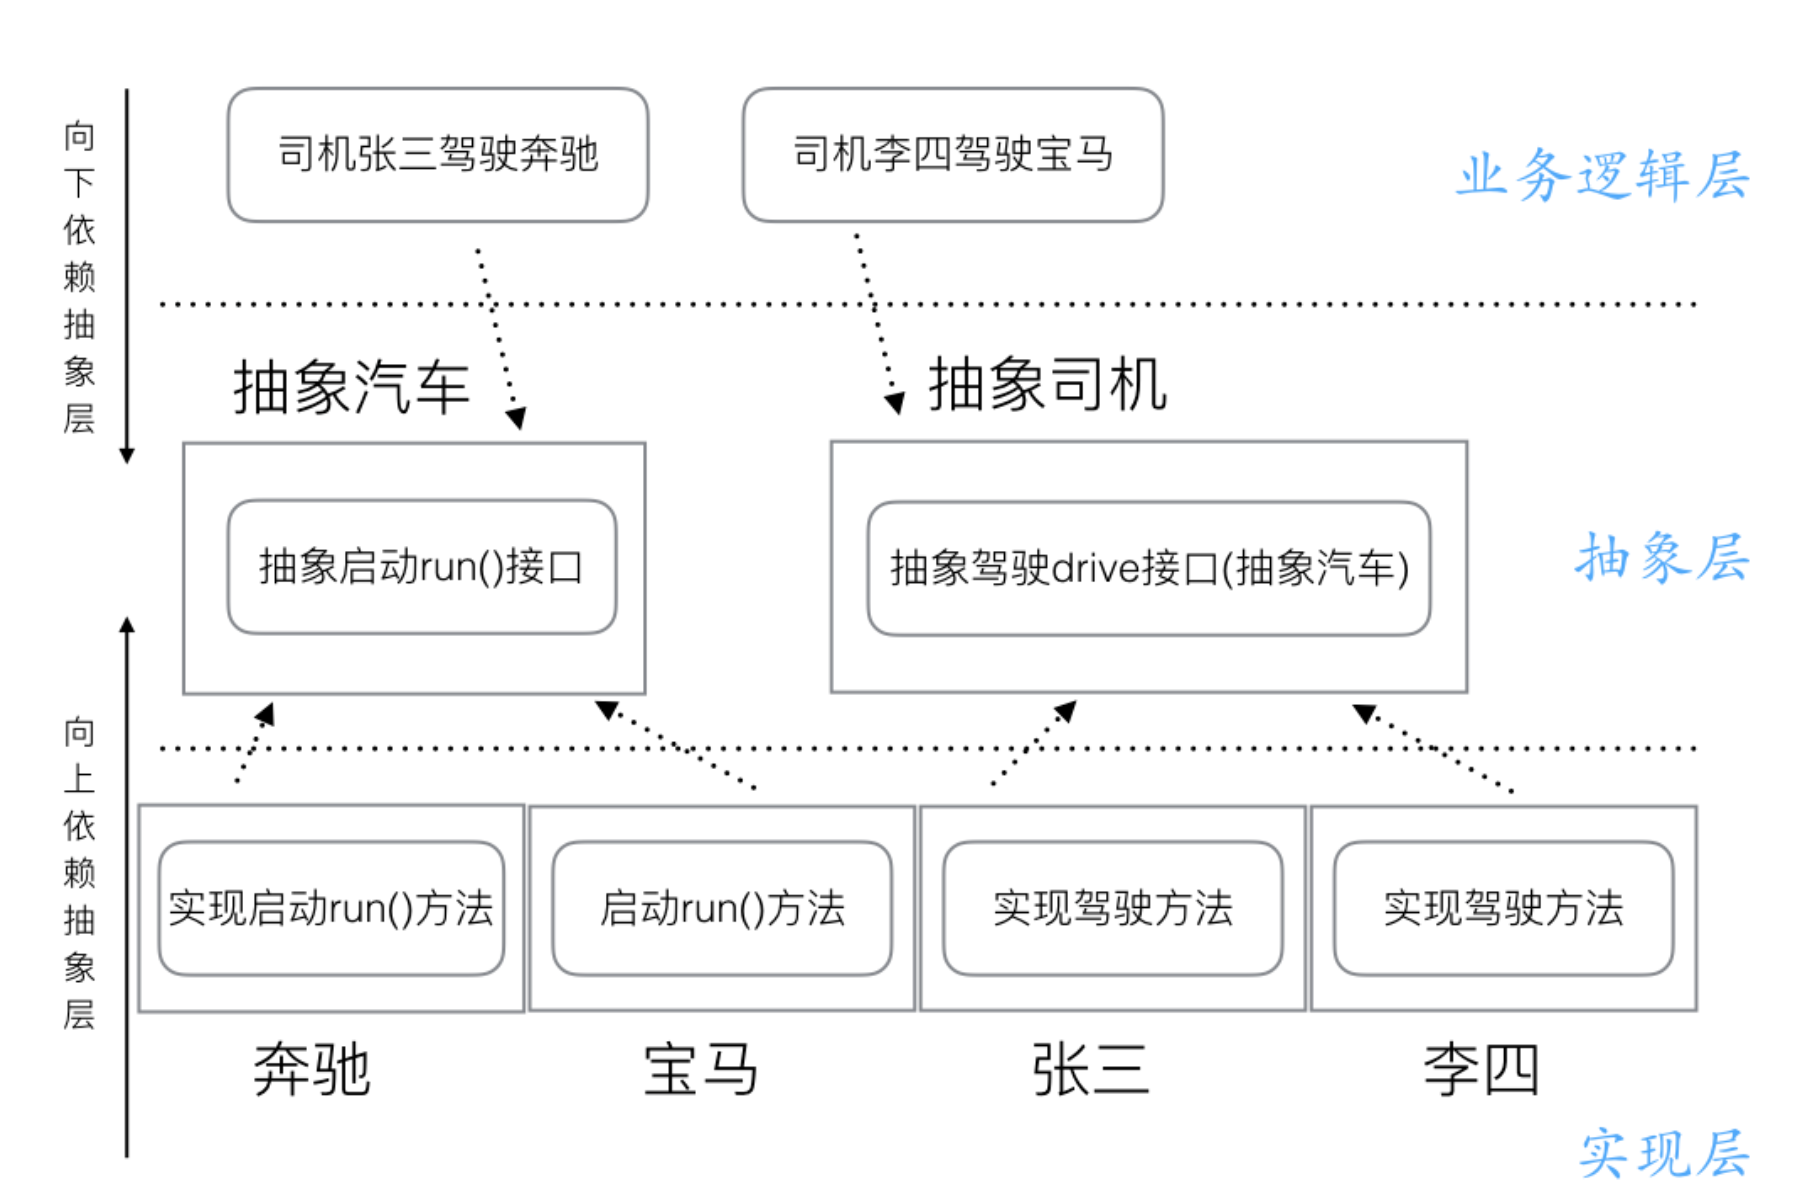 向下依赖抽象层
司机张三驾驶奔驰
司机李四驾驶宝马
业务逻辑层
抽象汽车
抽象司机
抽象启动run()接口
抽象驾驶drive接口(抽象汽车)
抽象层
向上依赖抽象层
实现启动run()方法
启动run()方法
实现驾驶方法
实现驾驶方法
奔驰
宝马
张三
李四
实现层